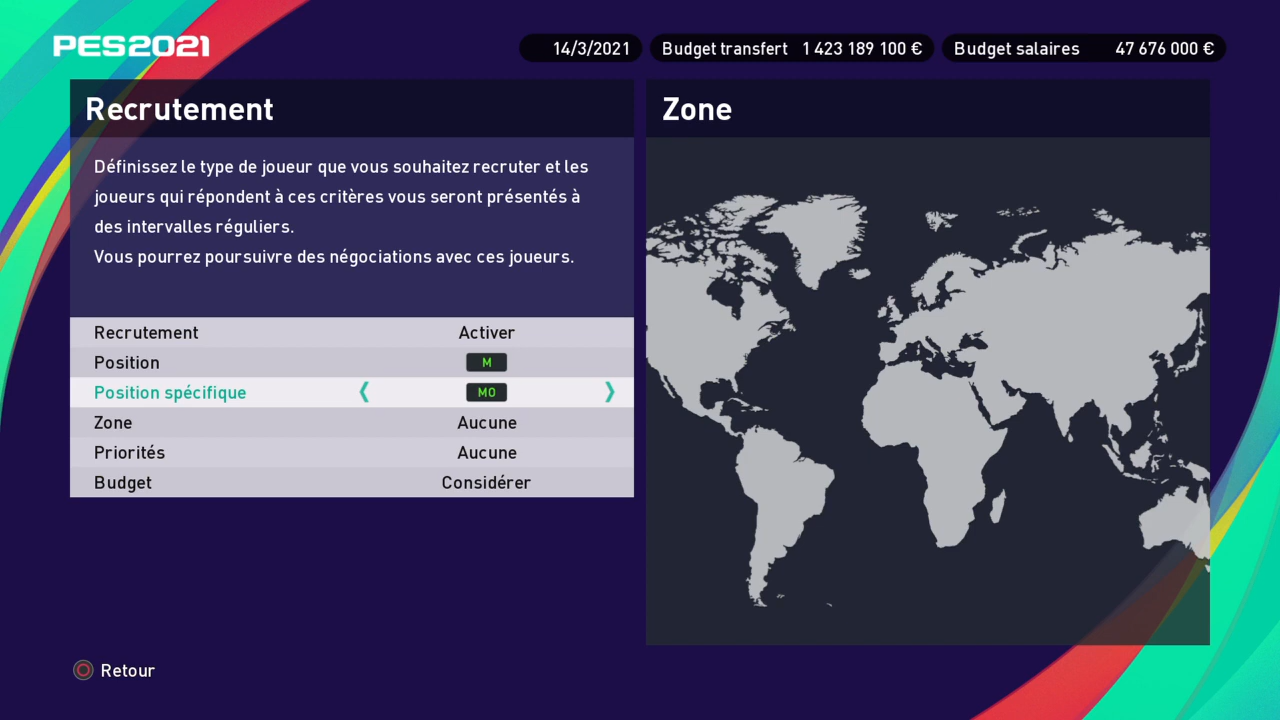 PES2021
14/3/2021
Budget transfert 1 423 189 100 €
Budget salaires 47 676 000 €
Recrutement
Définissez le type de joueur que vous souhaitez recruter et les
joueurs qui répondent à ces critères vous seront présentés à
des intervalles réguliers.
Vous pourrez poursuivre des négociations avec ces joueurs.
Recrutement Activer
Position M
Position spécifique MO
Zone Aucune
Priorités Aucune
Budget Considérer
Zone
Retour